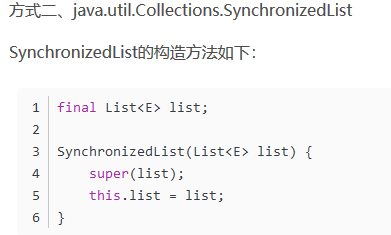 方式二、java.util.Collections.SynchronizedList
SynchronizedList的构造方法如下：
1 final List<E> list;
2
3 SynchronizedList(List<E> list) {
4     super(list);
5     this.list = list;
6 }